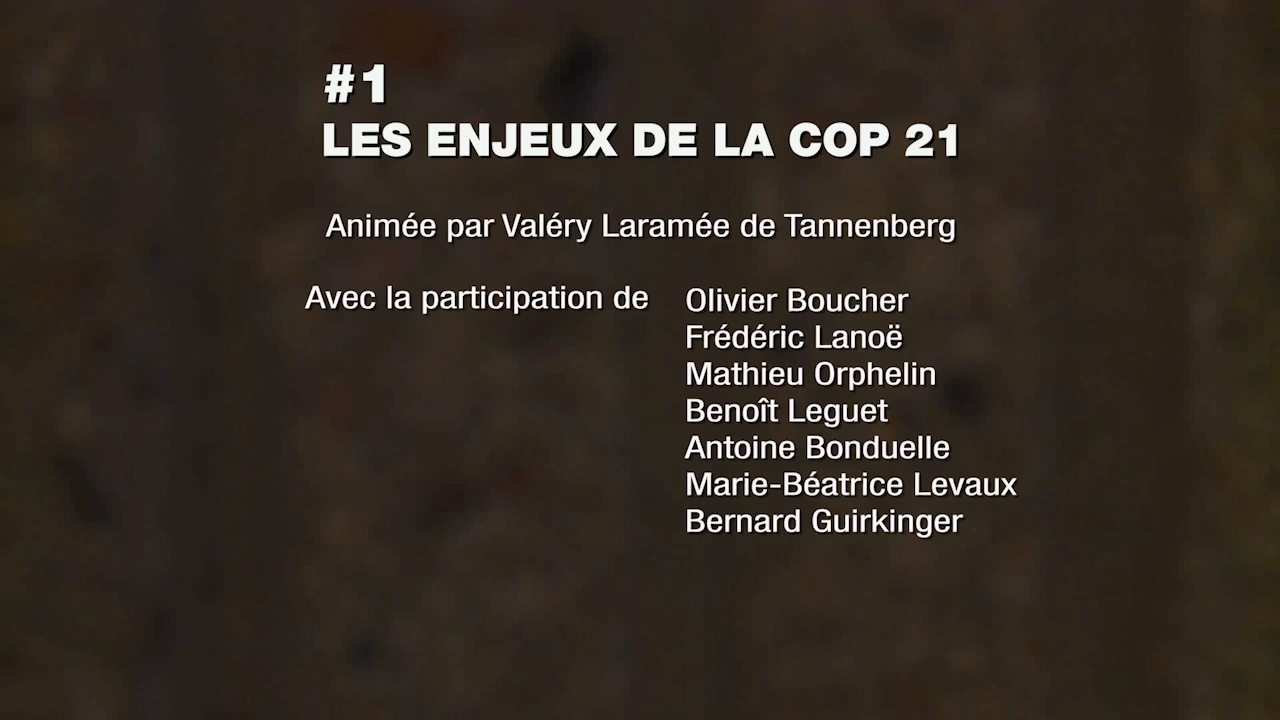 #1
LES ENJEUX DE LA COP 21
Animée par Valéry Laramée de Tannenberg
Avec la participation de Olivier Boucher
Frédéric Lanoë
Mathieu Orphelin
Benoît Leguet
Antoine Bonduelle
Marie-Béatrice Levaux
Bernard Guirkinger